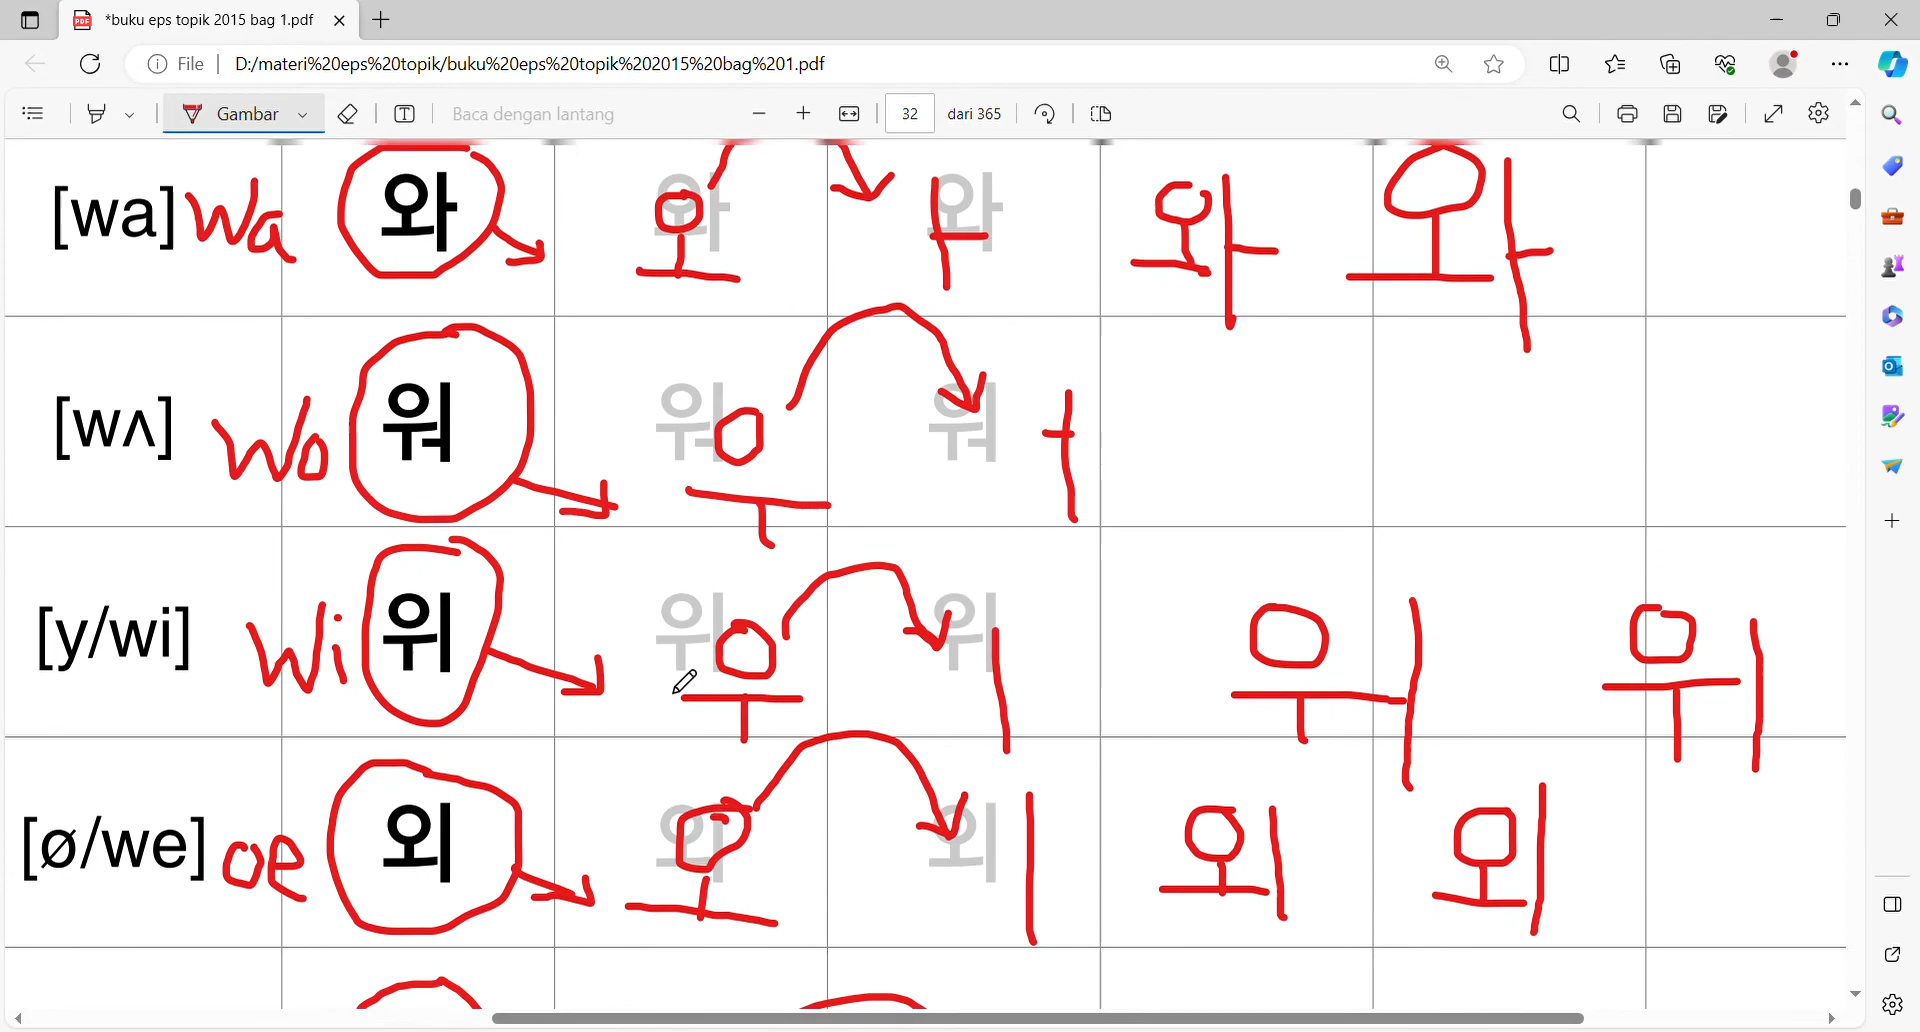 *buku eps topik 2015 bag 1.pdf
File D:/materi%20eps%20topik/buku%20eps%20topik%202015%20bag%201.pdf
Gambar T Baca dengan lantang 32 dari 365
[wa] wa 와 와 와 와 와
[wʌ] wo 워 워 워 ㅜ ㅓ
[y/wi] wi 위 위 위 위 위
[ø/we] oe 외 외 외 외 외